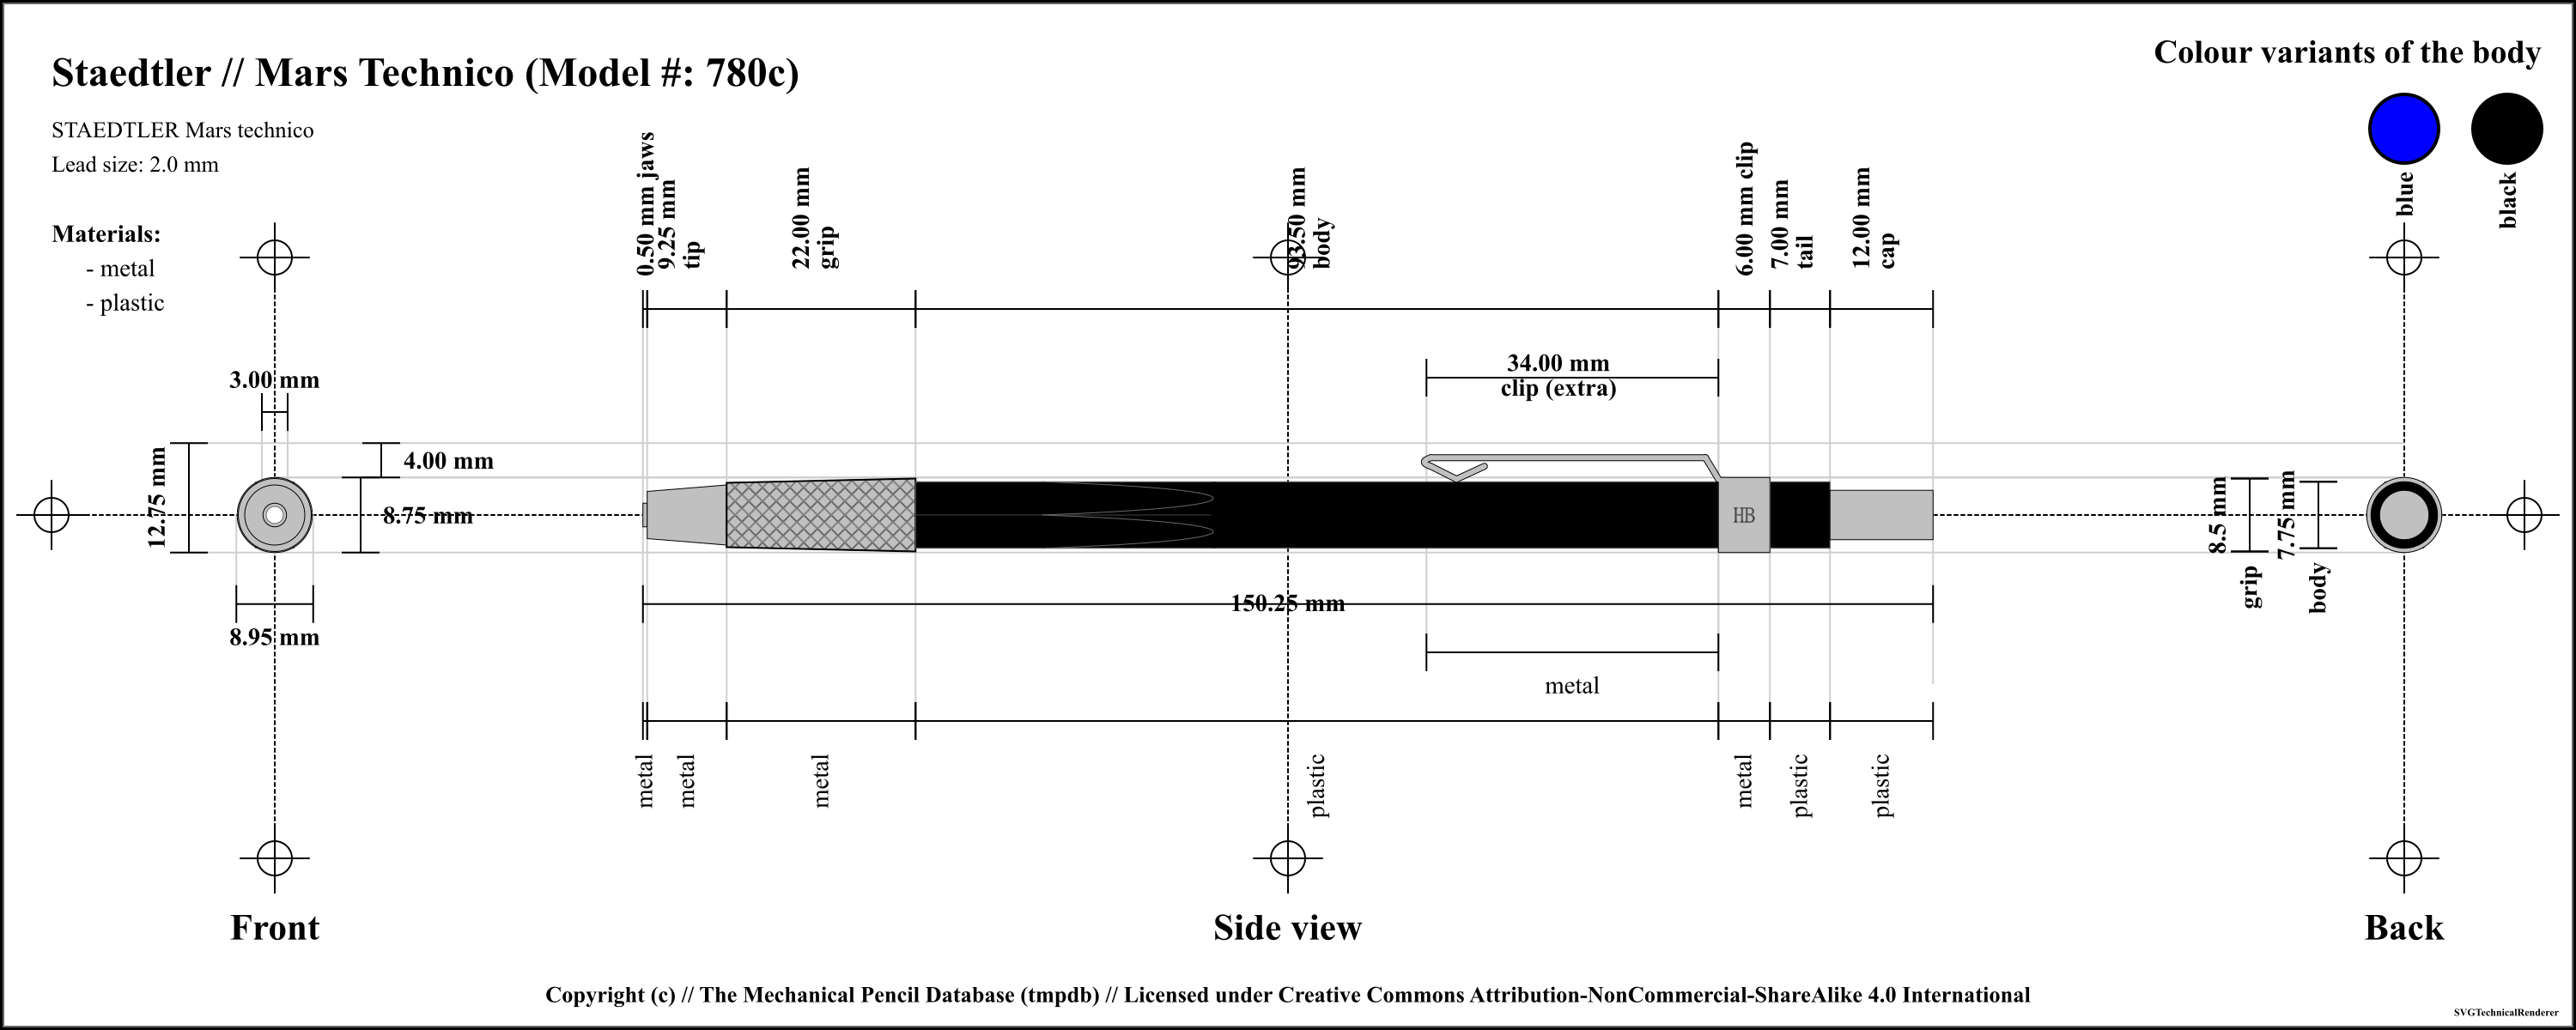 Staedtler // Mars Technico (Model #: 780c)
Colour variants of the body
STAEDTLER Mars technico
Lead size: 2.0 mm
blue
black
Materials:
- metal
- plastic
0.50 mm jaws
9.25 mm
tip
22.00 mm
grip
93.50 mm
body
6.00 mm clip
7.00 mm
tail
12.00 mm
cap
34.00 mm
clip (extra)
3.00 mm
12.75 mm
4.00 mm
8.75 mm
8.95 mm
HB
8.5 mm
grip
7.75 mm
body
150.25 mm
metal
metal
metal
metal
plastic
metal
plastic
plastic
Front
Side view
Back
Copyright (c) // The Mechanical Pencil Database (tmpdb) // Licensed under Creative Commons Attribution-NonCommercial-ShareAlike 4.0 International
SVGTechnicalRenderer